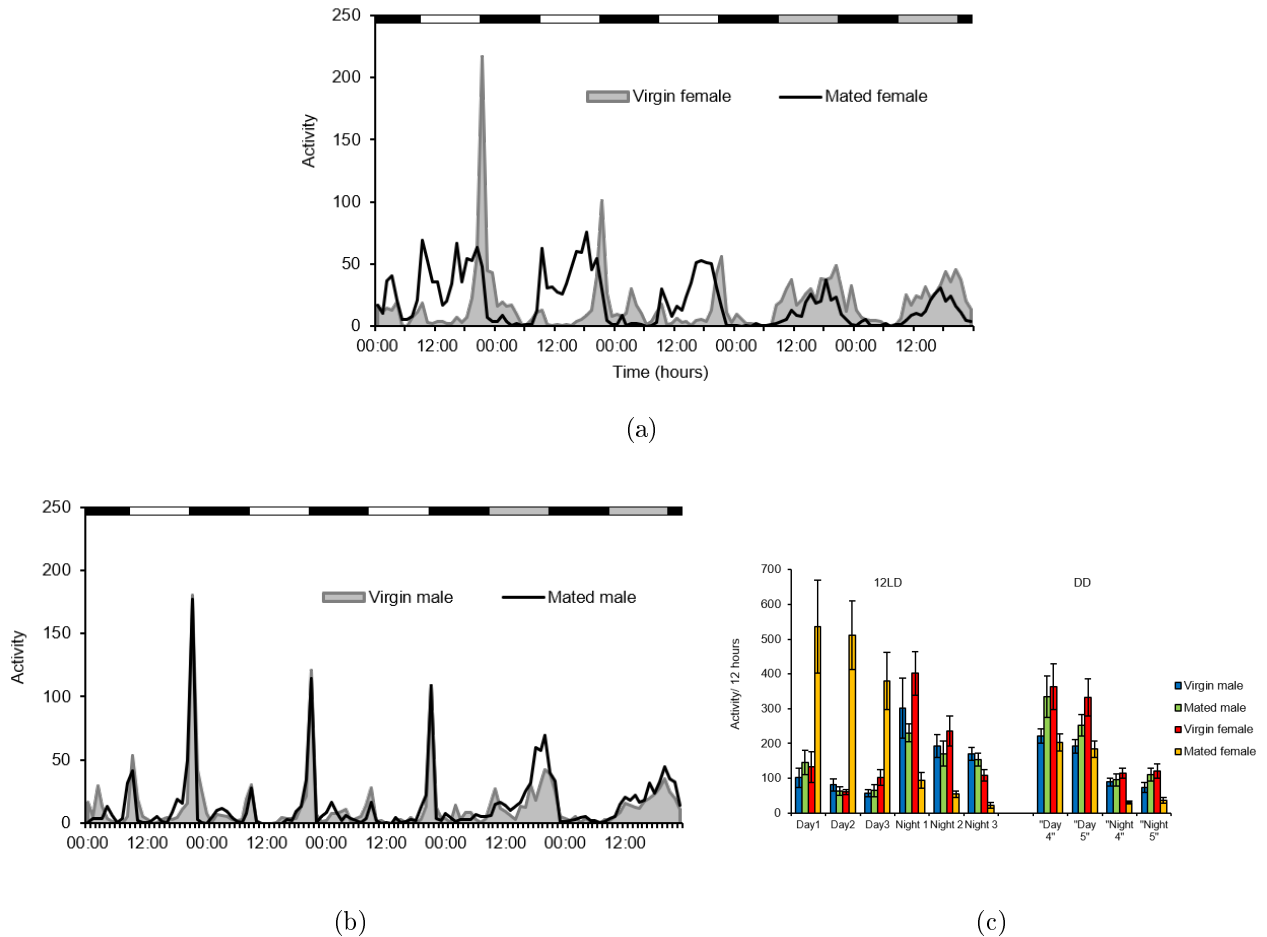 250
200
150
100
50
0
Activity
Virgin female
Mated female
00:00 12:00 00:00 12:00 00:00 12:00 00:00 12:00 00:00 12:00
Time (hours)
(a)
250
200
150
100
50
0
Activity
Virgin male
Mated male
00:00 12:00 00:00 12:00 00:00 12:00 00:00 12:00 00:00 12:00
(b)
700
600
500
400
300
200
100
0
Activity/ 12 hours
12LD
DD
Day1 Day2 Day3 Night 1 Night 2 Night 3 "Day 4" "Day 5" "Night 4" "Night 5"
Virgin male
Mated male
Virgin female
Mated female
(c)